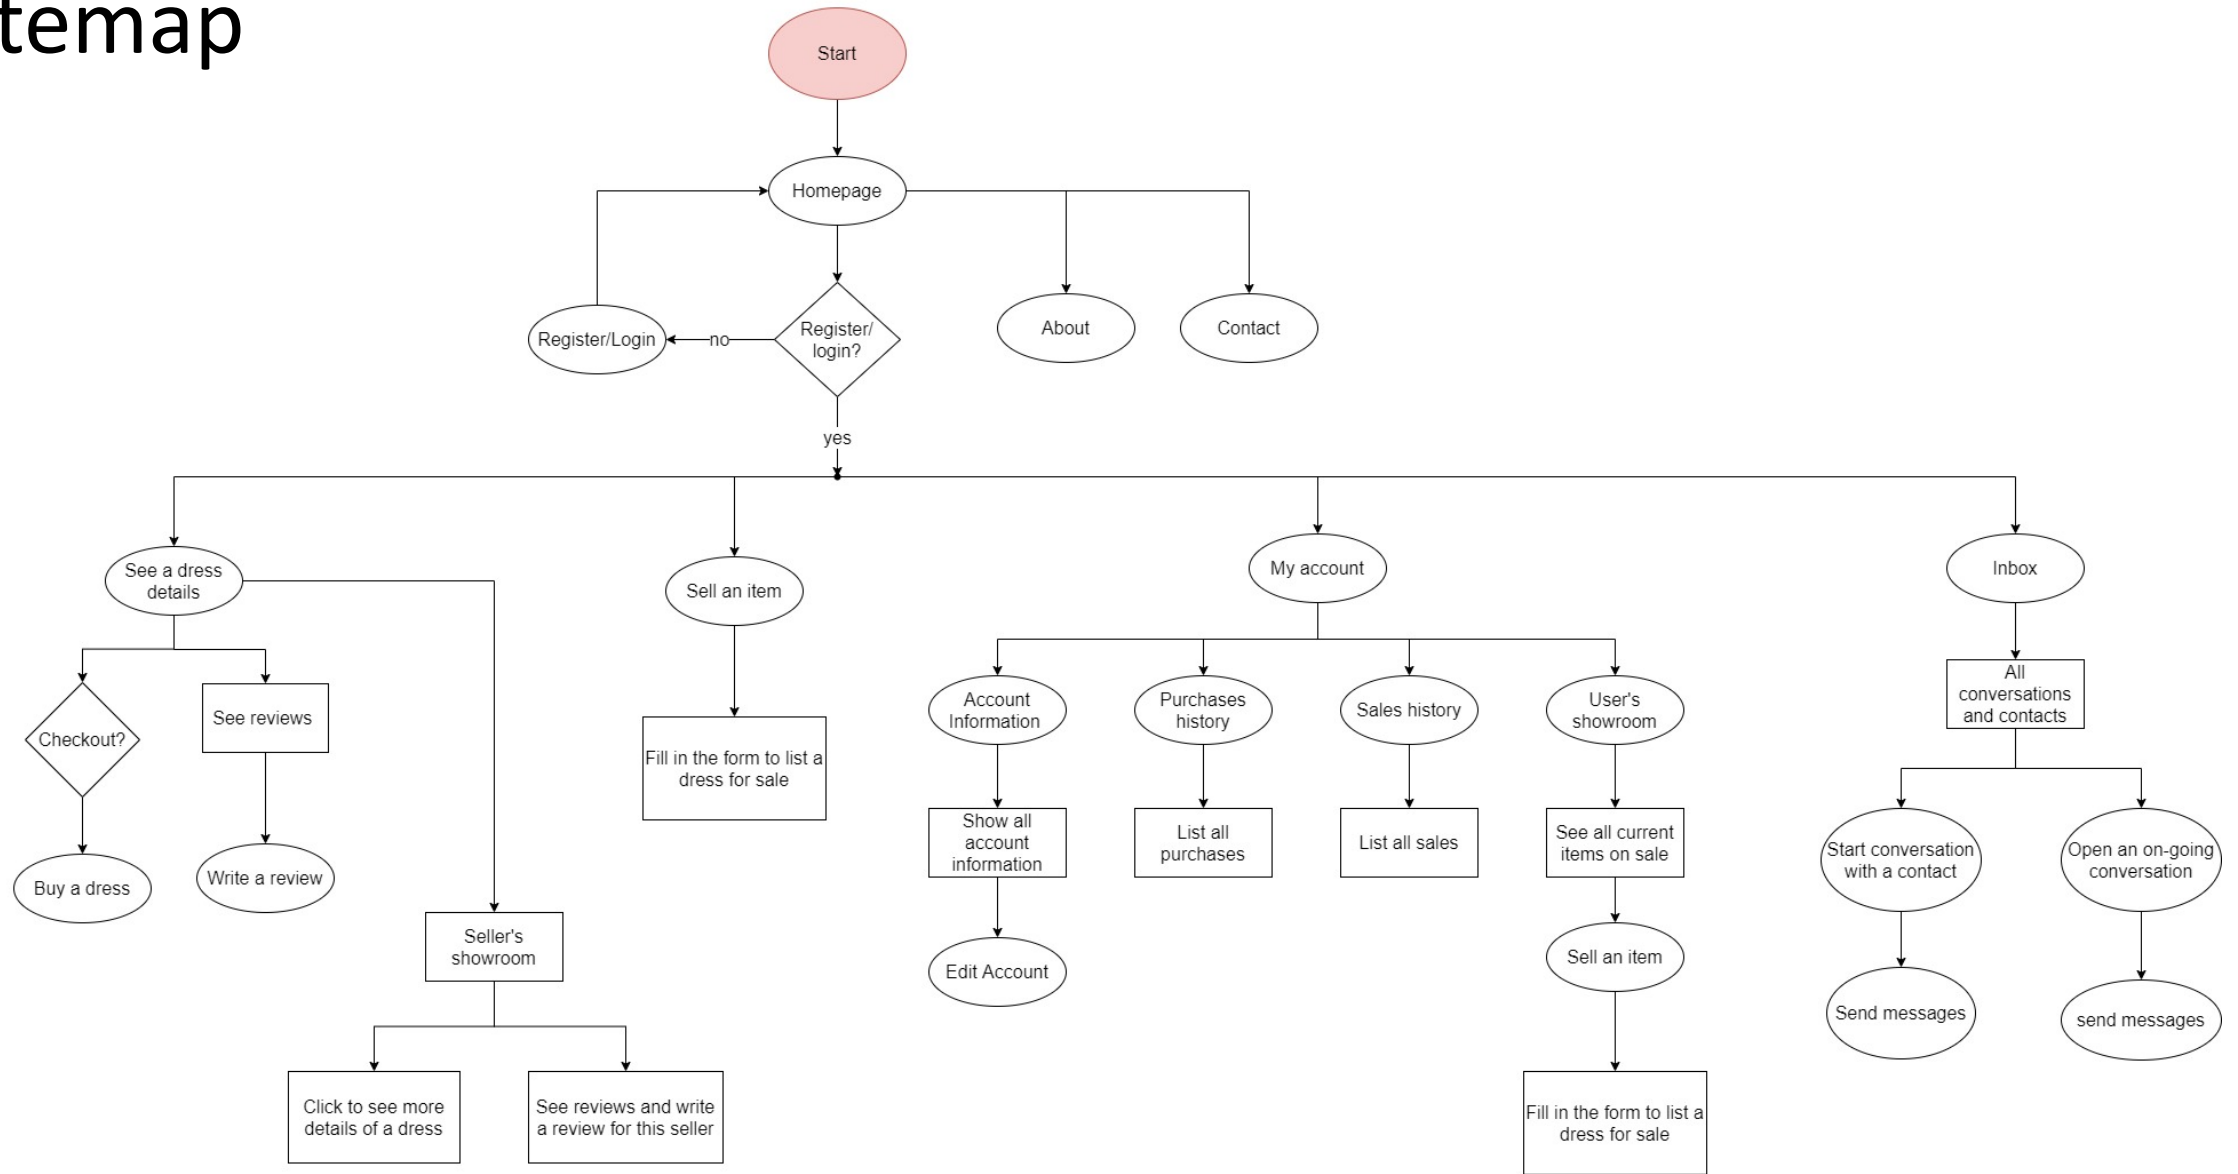 temap
Start
Homepage
Register/Login
no
Register/
login?
About
Contact
yes
See a dress
details
Sell an item
My account
Inbox
Checkout?
See reviews
Fill in the form to list a
dress for sale
Account
Information
Purchases
history
Sales history
User's
showroom
All
conversations
and contacts
Show all
account
information
List all
purchases
List all sales
See all current
items on sale
Start conversation
with a contact
Open an on-going
conversation
Buy a dress
Write a review
Seller's
showroom
Edit Account
Sell an item
Send messages
send messages
Click to see more
details of a dress
See reviews and write
a review for this seller
Fill in the form to list a
dress for sale